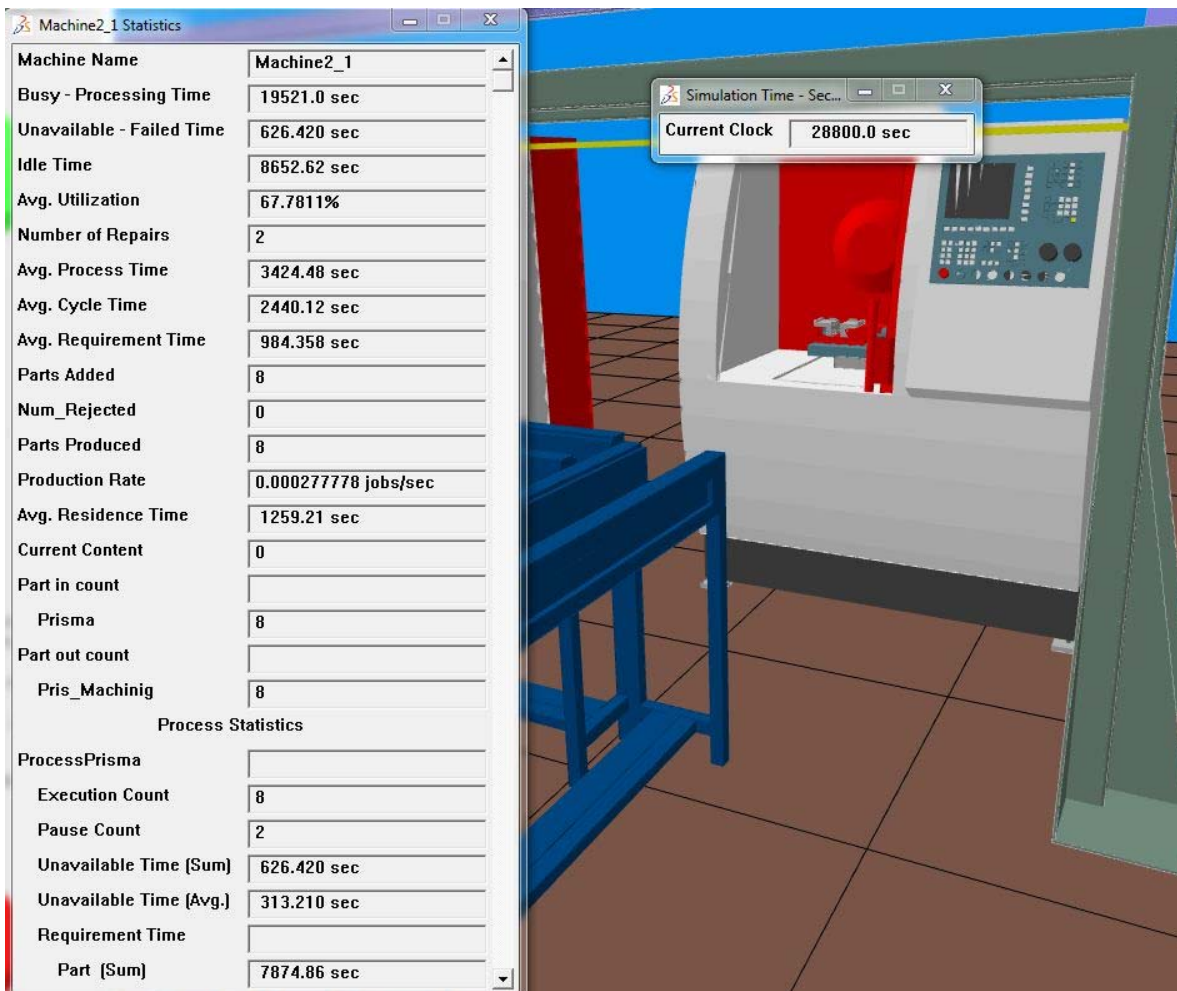 Machine2_1 Statistics
Machine Name Machine2_1
Busy - Processing Time 19521.0 sec
Unavailable - Failed Time 626.420 sec
Idle Time 8652.62 sec
Avg. Utilization 67.7811%
Number of Repairs 2
Avg. Process Time 3424.48 sec
Avg. Cycle Time 2440.12 sec
Avg. Requirement Time 984.358 sec
Parts Added 8
Num_Rejected 0
Parts Produced 8
Production Rate 0.000277778 jobs/sec
Avg. Residence Time 1259.21 sec
Current Content 0
Part in count
Prisma 8
Part out count
Pris_Machinig 8
Process Statistics
ProcessPrisma
Execution Count 8
Pause Count 2
Unavailable Time (Sum) 626.420 sec
Unavailable Time (Avg.) 313.210 sec
Requirement Time
Part (Sum) 7874.86 sec
Simulation Time - Sec...
Current Clock 28800.0 sec